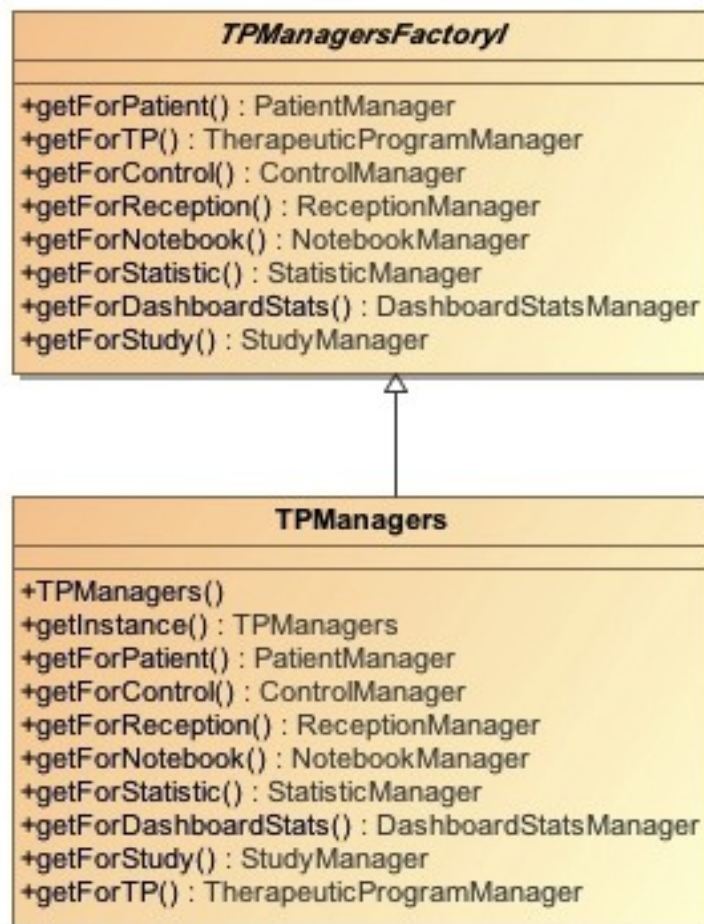 TPManagersFactoryI
+getForPatient() : PatientManager
+getForTP() : TherapeuticProgramManager
+getForControl() : ControlManager
+getForReception() : ReceptionManager
+getForNotebook() : NotebookManager
+getForStatistic() : StatisticManager
+getForDashboardStats() : DashboardStatsManager
+getForStudy() : StudyManager
TPManagers
+TPManagers()
+getInstance() : TPManagers
+getForPatient() : PatientManager
+getForControl() : ControlManager
+getForReception() : ReceptionManager
+getForNotebook() : NotebookManager
+getForStatistic() : StatisticManager
+getForDashboardStats() : DashboardStatsManager
+getForStudy() : StudyManager
+getForTP() : TherapeuticProgramManager